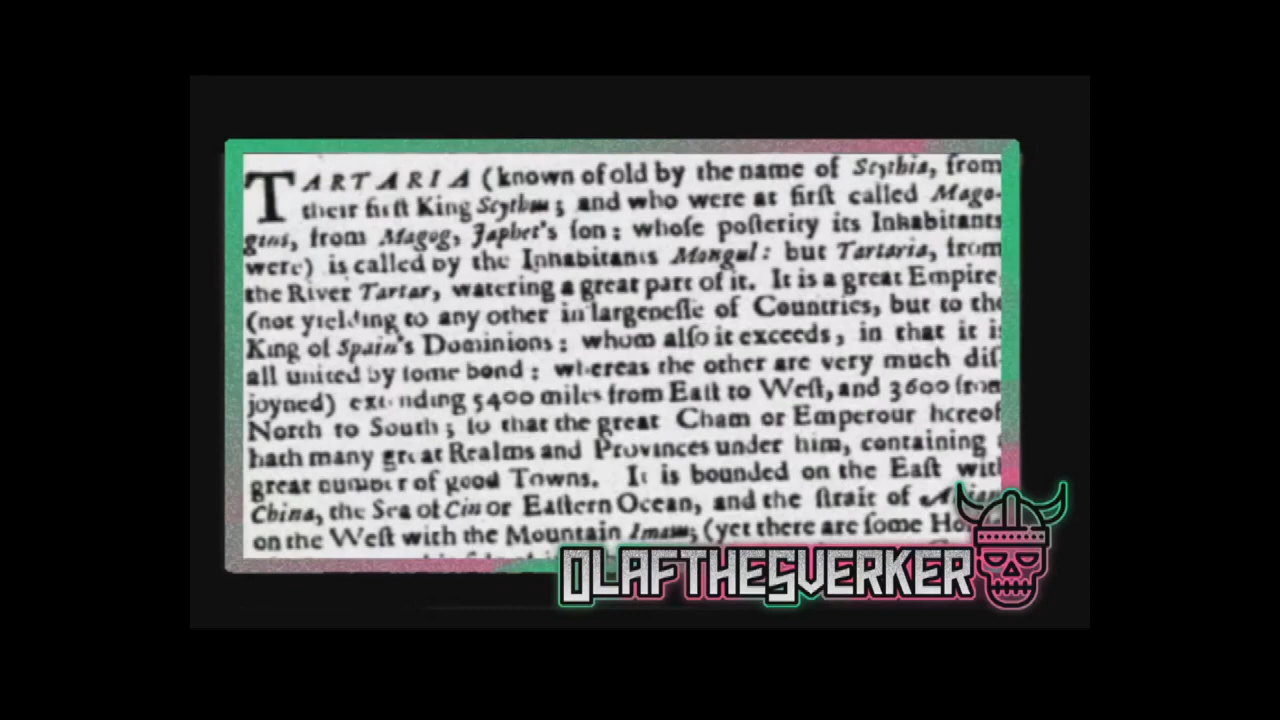 TARTARIA (known of old by the name of Scythia, from
their firſt King Scythus; and who were at firſt called Mago-
gins, from Magog, Japhet's ſon: whoſe poſterity its Inhabitants
were) is called by the Inhabitants Mongul: but Tartaria, from
the River Tartar, watering a great part of it. It is a great Empire
(not yielding to any other in largeneſſe of Countries, but to the
King of Spain's Dominions: whom alſo it exceeds, in that it is
all united by ſome bond: whereas the other are very much diſ-
joyned) extending 5400 miles from Eaſt to Weſt, and 3600 from
North to South; ſo that the great Cham or Emperour hereof
hath many great Realms and Provinces under him, containing
great number of good Towns. It is bounded on the Eaſt with
China, the Sea of Cin or Eaſtern Ocean, and the ſtrait of
on the Weſt with the Mountain Imaus; (yet there are ſome
OLAFTHESVERKER